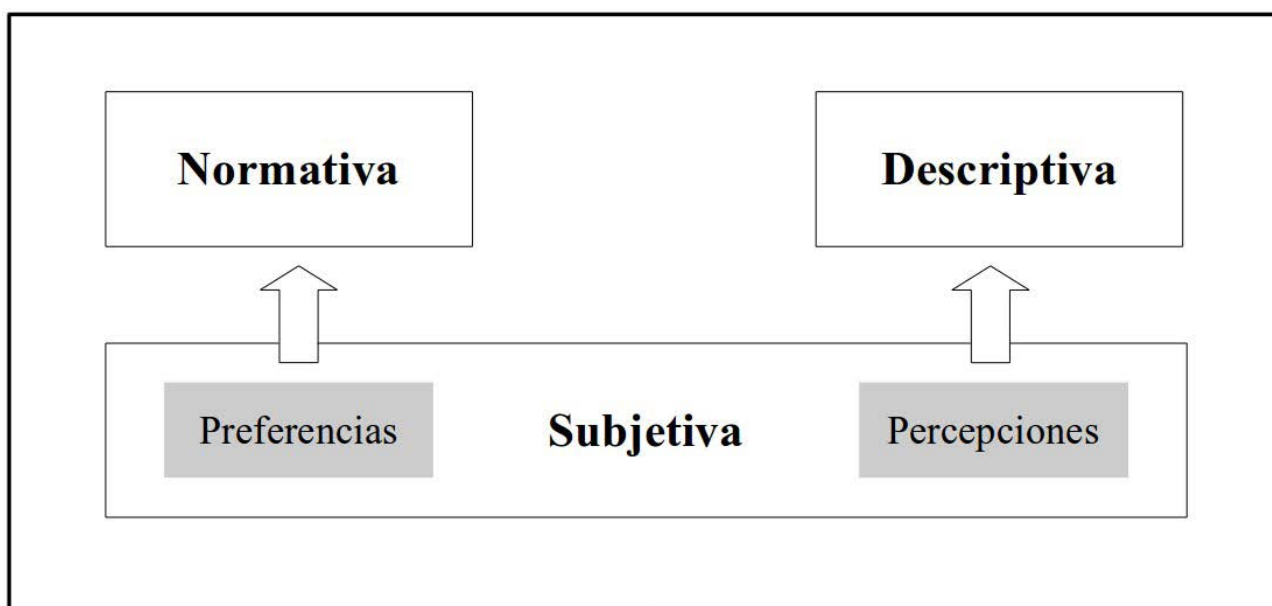 Normativa
Descriptiva
Preferencias
Subjetiva
Percepciones